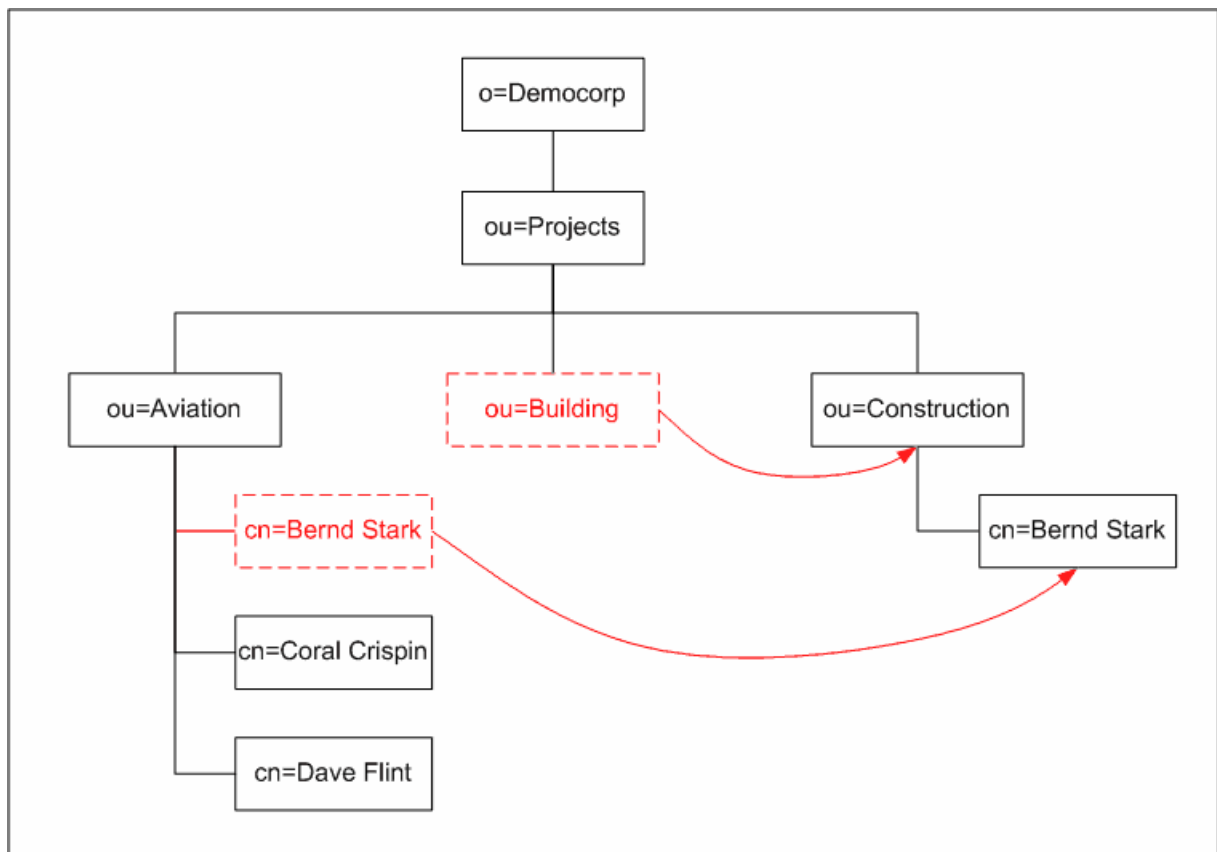 o=Democorp
ou=Projects
ou=Aviation
ou=Building
ou=Construction
cn=Bernd Stark
cn=Bernd Stark
cn=Coral Crispin
cn=Dave Flint